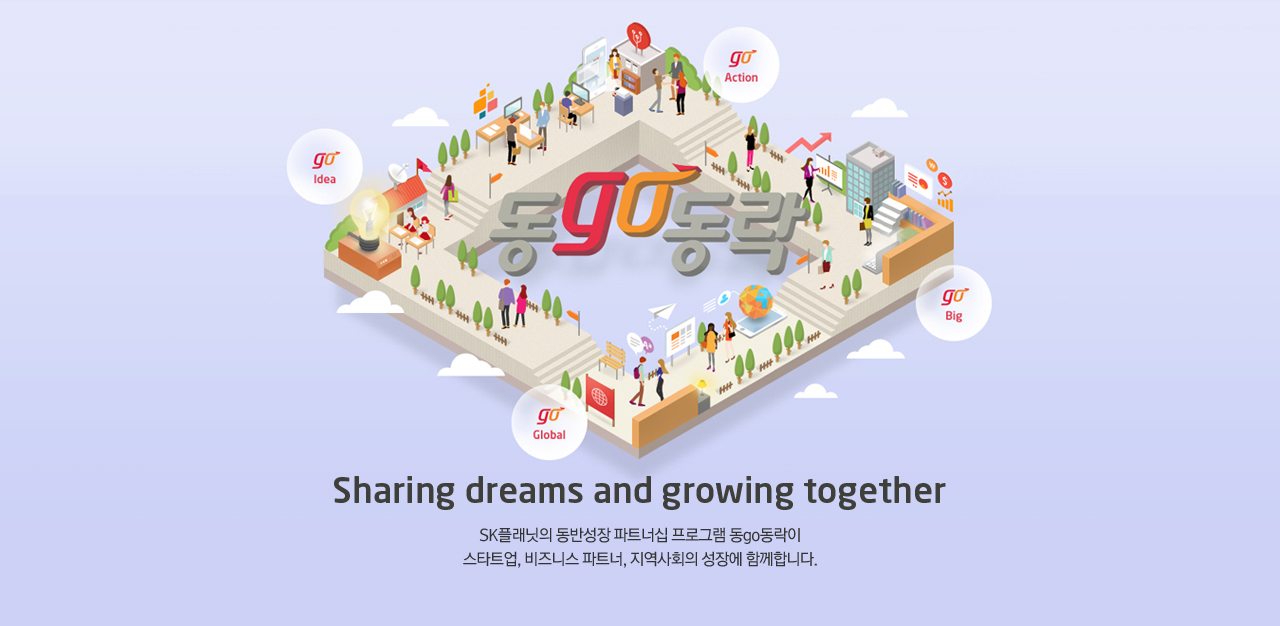 go
Action
go
Idea
동go동락
go
Big
A+
go
Global
Sharing dreams and growing together
SK플래닛의 동반성장 파트너십 프로그램 동go동락이
스타트업, 비즈니스 파트너, 지역사회의 성장에 함께합니다.